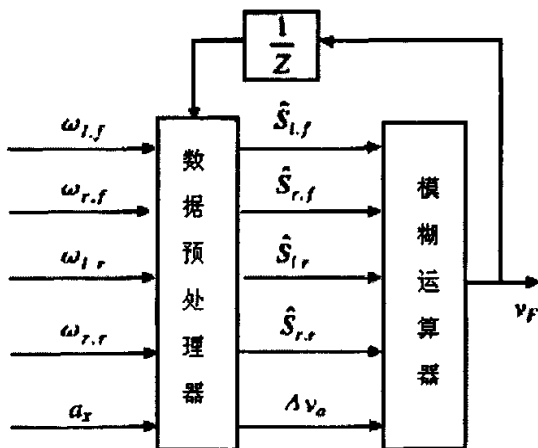 1
Z
ω_{l.f}
ω_{r.f}
ω_{l.r}
ω_{r.r}
a_x
数据预处理器
Ŝ_{l.f}
Ŝ_{r.f}
Ŝ_{l.r}
Ŝ_{r.r}
Δv_a
模糊运算器
v_F